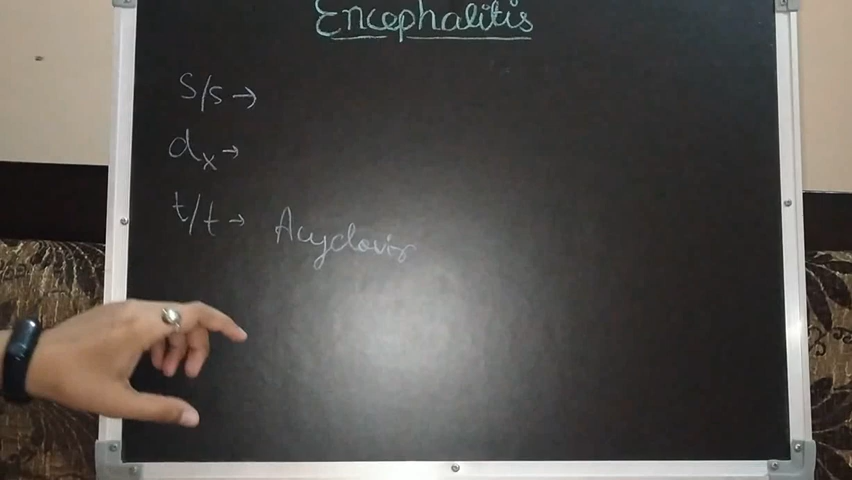 Encephalitis
S/s →
dx →
t/t → Acyclovir